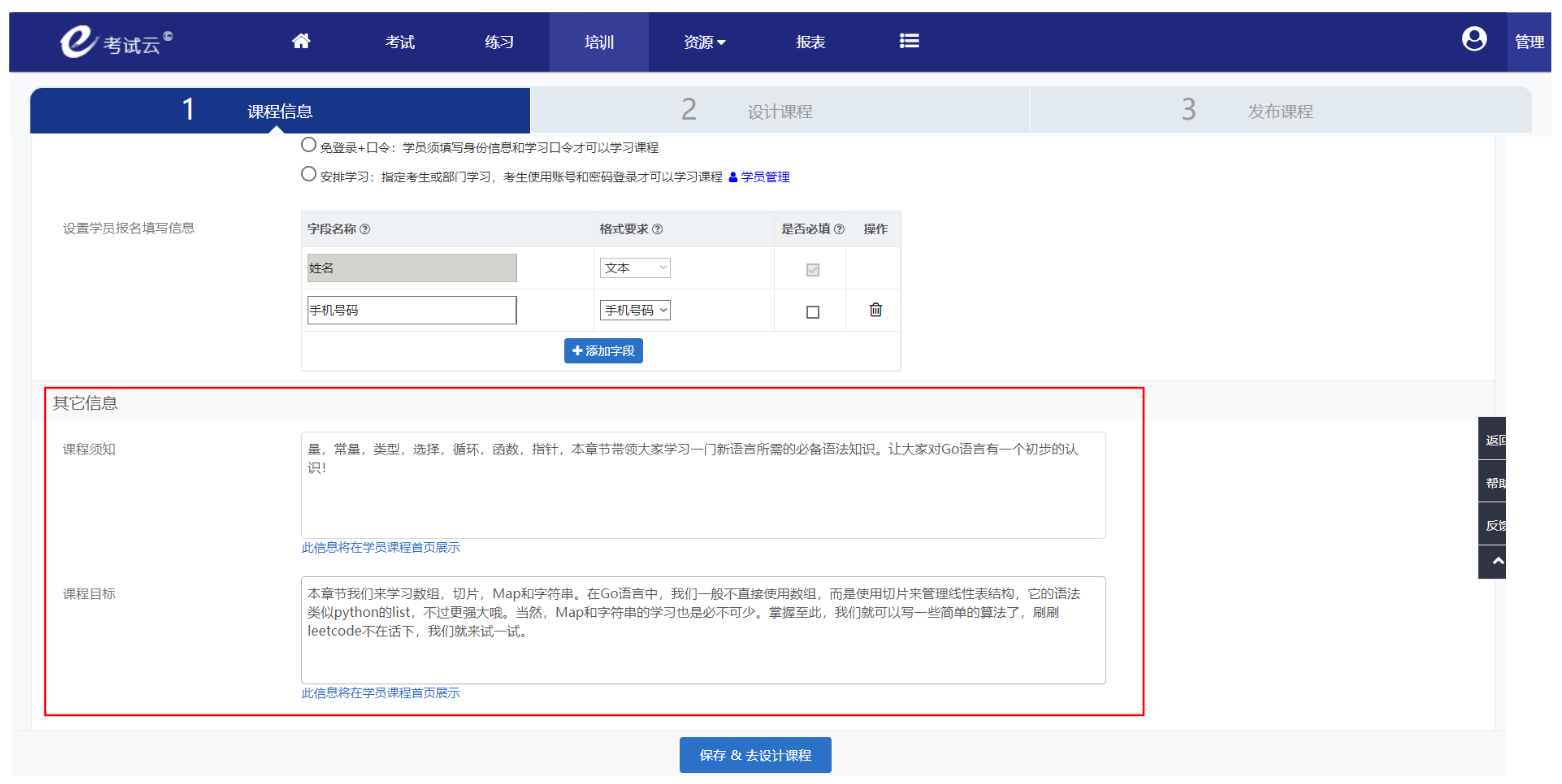 考试云©
考试
练习
培训
资源
报表
管理
1 课程信息
2 设计课程
3 发布课程
免登录+口令：学员须填写身份信息和学习口令才可以学习课程
安排学习：指定考生或部门学习，考生使用账号和密码登录才可以学习课程 学员管理
设置学员报名填写信息
字段名称 格式要求 是否必填 操作
姓名 文本
手机号码 手机号码
+ 添加字段
其它信息
课程须知
量，常量，类型，选择，循环，函数，指针，本章节带领大家学习一门新语言所需的必备语法知识。让大家对Go语言有一个初步的认
识！
此信息将在学员课程首页展示
课程目标
本章节我们来学习数组，切片，Map和字符串。在Go语言中，我们一般不直接使用数组，而是使用切片来管理线性表结构，它的语法
类似python的list，不过更强大哦。当然，Map和字符串的学习也是必不可少。掌握至此，我们就可以写一些简单的算法了，刷刷
leetcode不在话下，我们就来试一试。
此信息将在学员课程首页展示
返回
帮助
反馈
保存 & 去设计课程